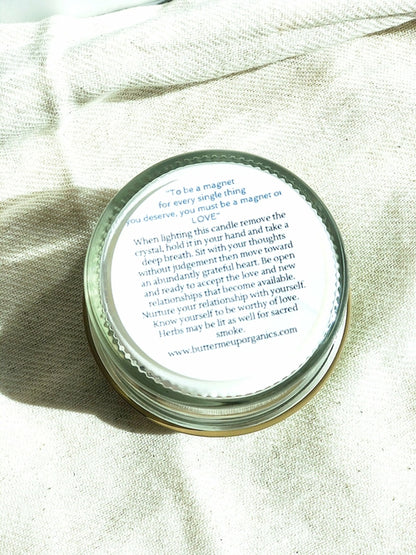 "To be a magnet
for every single thing
you deserve, you must be a magnet of
LOVE"
When lighting this candle remove the
crystal, hold it in your hand and take a
deep breath. Sit with your thoughts
without judgement then move toward
an abundantly grateful heart. Be open
and ready to accept the love and new
relationships that become available.
Nurture your relationship with yourself.
Know yourself to be worthy of love.
Herbs may be lit as well for sacred
smoke.
www.buttermeuporganics.com